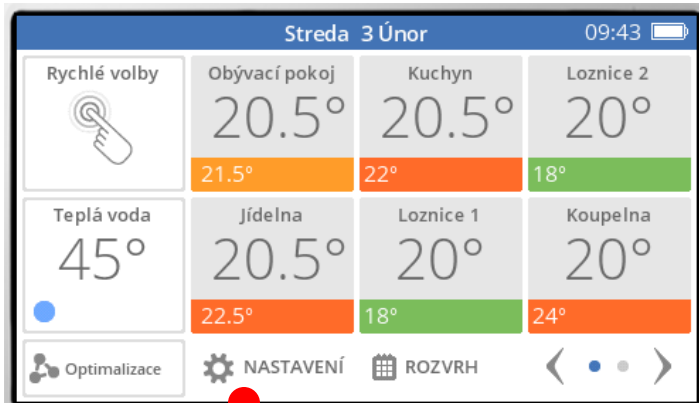 Streda 3 Únor 09:43
Rychlé volby
Obývací pokoj
20.5°
21.5°
Kuchyn
20.5°
22°
Loznice 2
20°
18°
Teplá voda
45°
Jídelna
20.5°
22.5°
Loznice 1
20°
18°
Koupelna
20°
24°
Optimalizace
NASTAVENÍ
ROZVRH